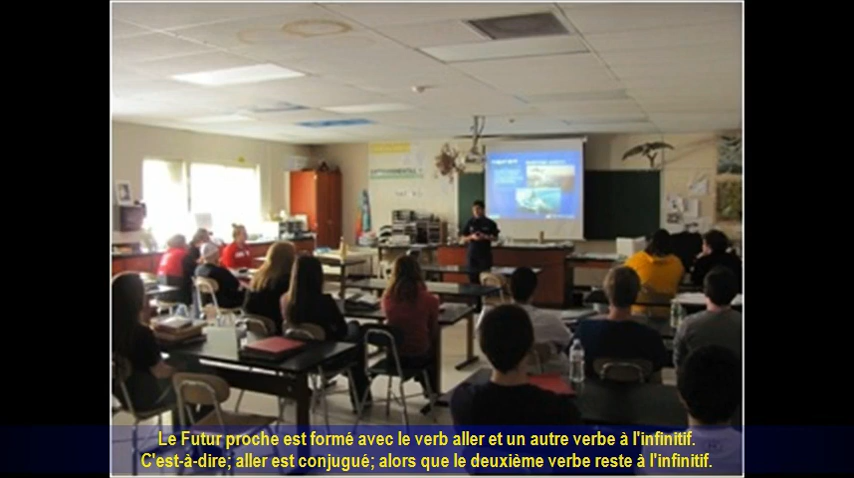 Le Futur proche est formé avec le verb aller et un autre verbe à l'infinitif.
C'est-à-dire; aller est conjugué; alors que le deuxième verbe reste à l'infinitif.